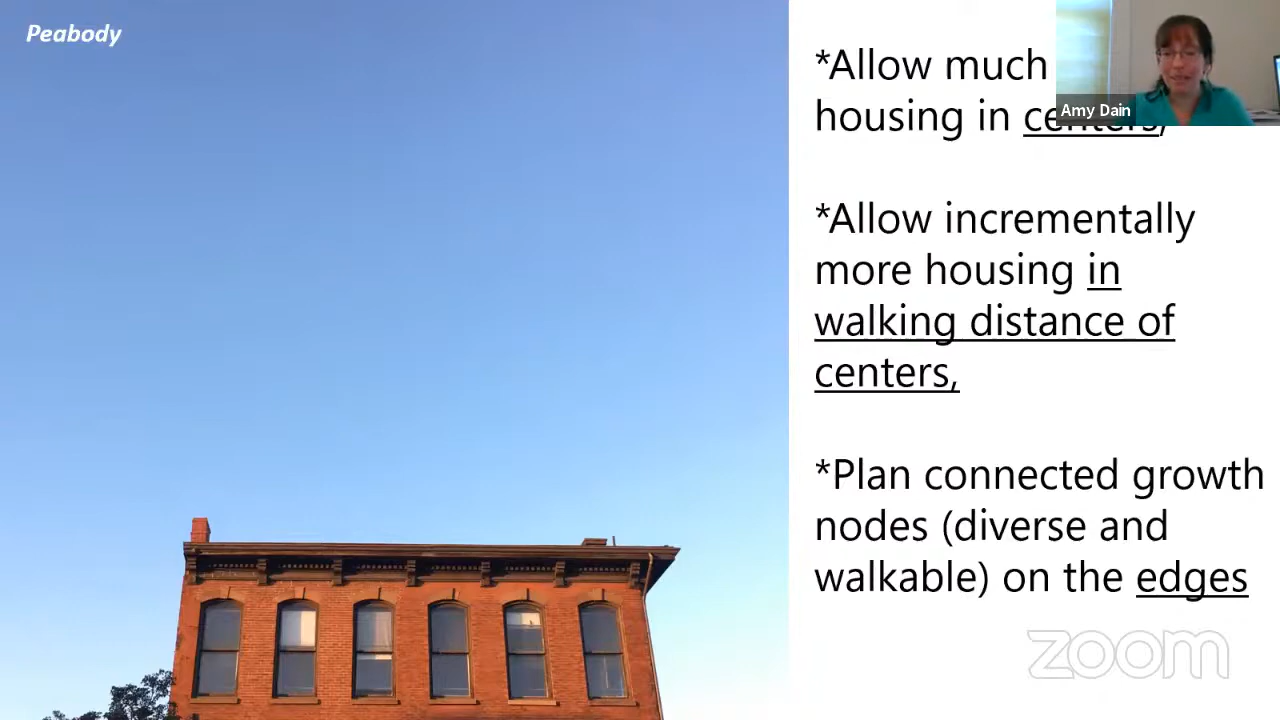 Peabody
*Allow much
housing in centers,
Amy Dain
*Allow incrementally
more housing in
walking distance of
centers,
*Plan connected growth
nodes (diverse and
walkable) on the edges
zoom